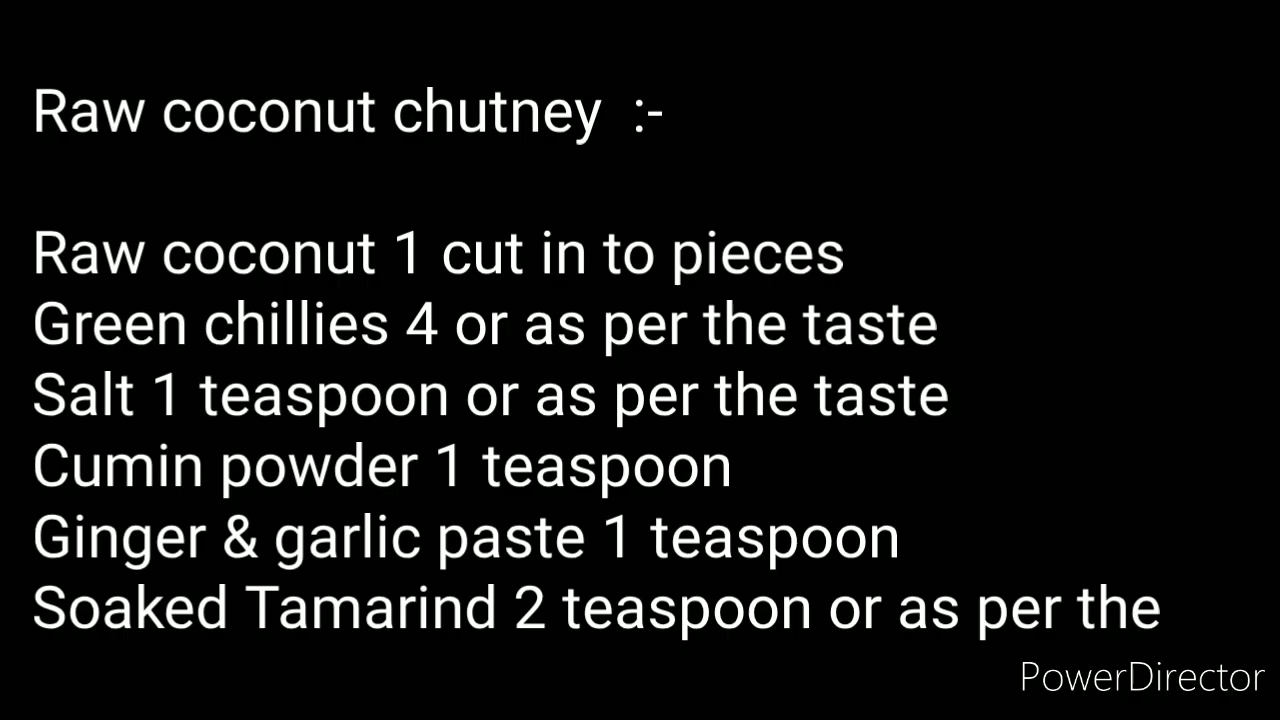 Raw coconut chutney :-
Raw coconut 1 cut in to pieces
Green chillies 4 or as per the taste
Salt 1 teaspoon or as per the taste
Cumin powder 1 teaspoon
Ginger & garlic paste 1 teaspoon
Soaked Tamarind 2 teaspoon or as per the
PowerDirector